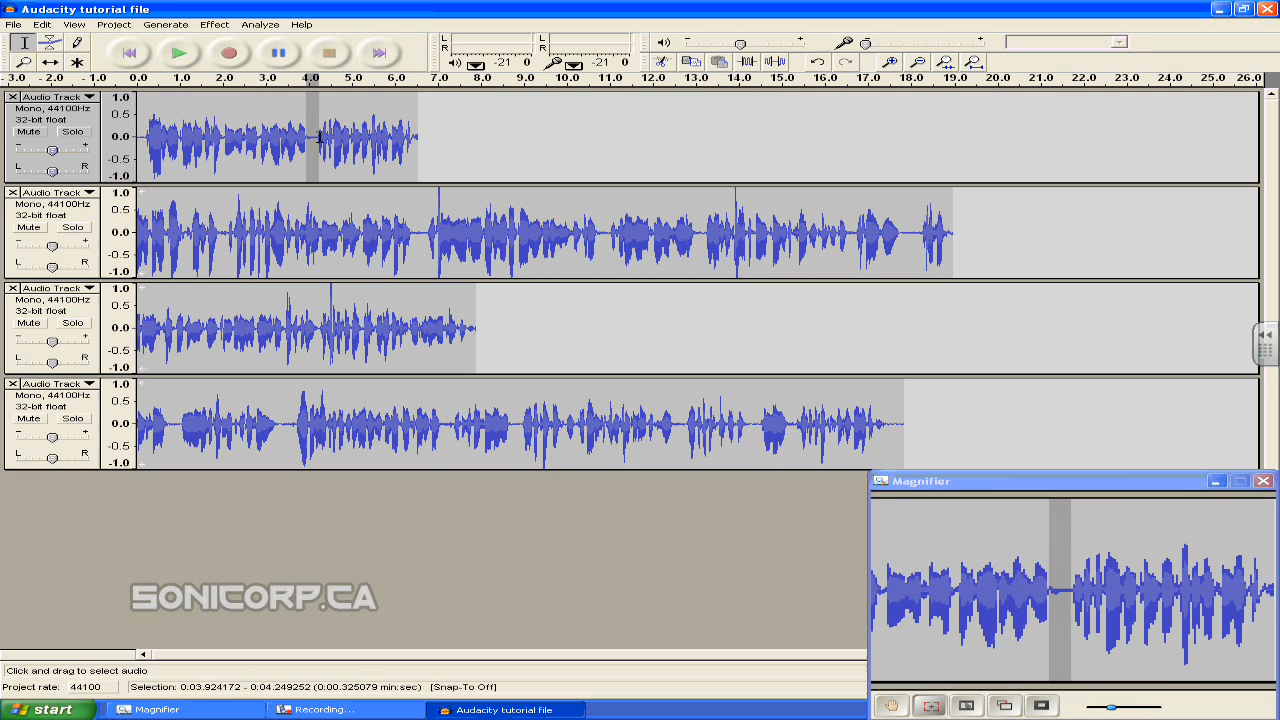 Audacity tutorial file
File Edit View Project Generate Effect Analyze Help
L R -21 0 L R -21 0
-3.0 -2.0 -1.0 0.0 1.0 2.0 3.0 4.0 5.0 6.0 7.0 8.0 9.0 10.0 11.0 12.0 13.0 14.0 15.0 16.0 17.0 18.0 19.0 20.0 21.0 22.0 23.0 24.0 25.0 26.0
Audio Track 1.0
Mono, 44100Hz
32-bit float 0.5
Mute Solo 0.0
- + -0.5
L R -1.0
Audio Track 1.0
Mono, 44100Hz
32-bit float 0.5
Mute Solo 0.0
- + -0.5
L R -1.0
Audio Track 1.0
Mono, 44100Hz
32-bit float 0.5
Mute Solo 0.0
- + -0.5
L R -1.0
Audio Track 1.0
Mono, 44100Hz
32-bit float 0.5
Mute Solo 0.0
- + -0.5
L R -1.0
Magnifier
SONICORP.CA
Click and drag to select audio
Project rate: 44100 Selection: 0:03.924172 - 0:04.249252 (0:00.325079 min:sec) [Snap-To Off]
start Magnifier Recording... Audacity tutorial file